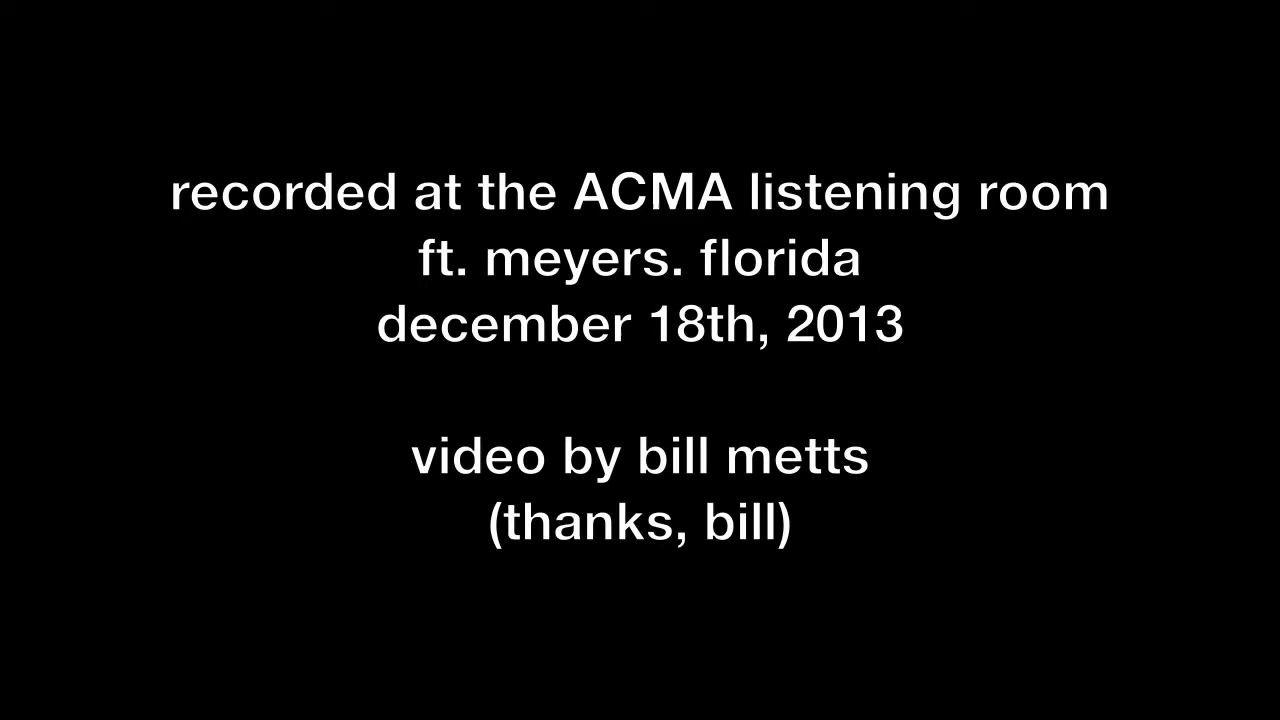 recorded at the ACMA listening room
ft. meyers. florida
december 18th, 2013
video by bill metts
(thanks, bill)